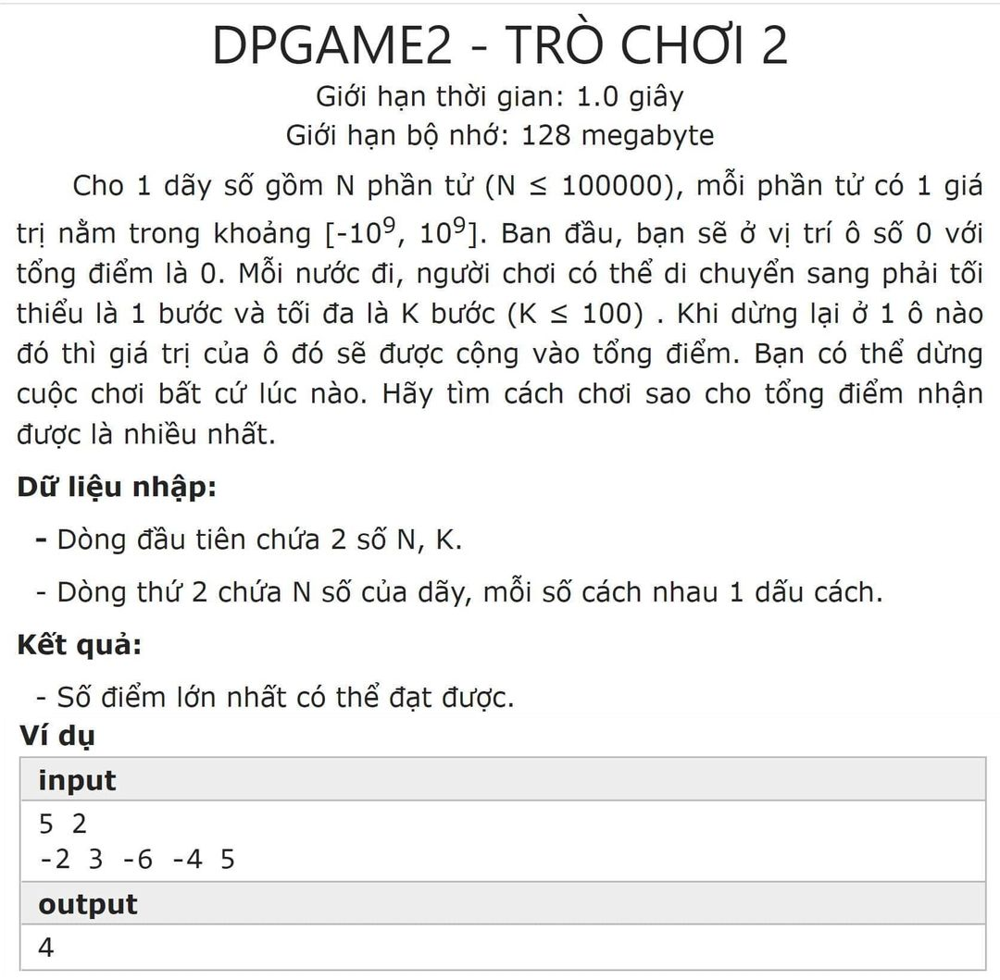 DPGAME2 - TRÒ CHƠI 2
Giới hạn thời gian: 1.0 giây
Giới hạn bộ nhớ: 128 megabyte
Cho 1 dãy số gồm N phần tử (N ≤ 100000), mỗi phần tử có 1 giá
trị nằm trong khoảng [-10⁹, 10⁹]. Ban đầu, bạn sẽ ở vị trí ô số 0 với
tổng điểm là 0. Mỗi nước đi, người chơi có thể di chuyển sang phải tối
thiểu là 1 bước và tối đa là K bước (K ≤ 100) . Khi dừng lại ở 1 ô nào
đó thì giá trị của ô đó sẽ được cộng vào tổng điểm. Bạn có thể dừng
cuộc chơi bất cứ lúc nào. Hãy tìm cách chơi sao cho tổng điểm nhận
được là nhiều nhất.
Dữ liệu nhập:
- Dòng đầu tiên chứa 2 số N, K.
- Dòng thứ 2 chứa N số của dãy, mỗi số cách nhau 1 dấu cách.
Kết quả:
- Số điểm lớn nhất có thể đạt được.
Ví dụ
input
5 2
-2 3 -6 -4 5
output
4